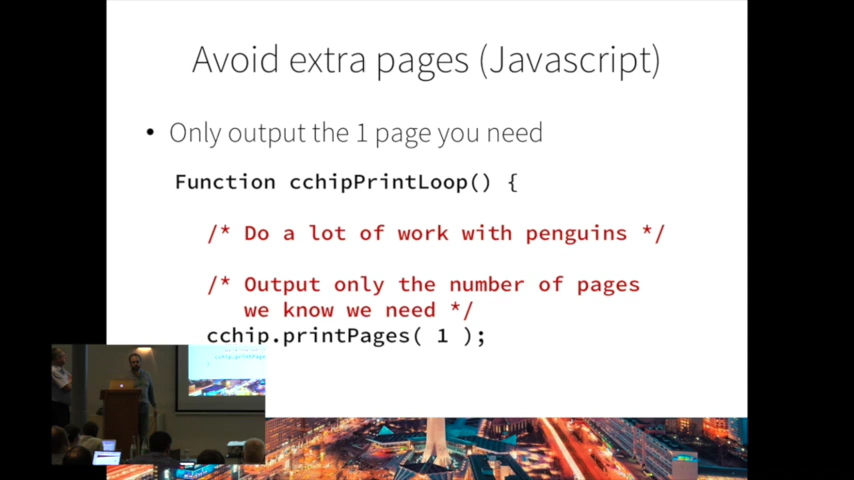 Avoid extra pages (Javascript)
• Only output the 1 page you need
Function cchipPrintLoop() {
/* Do a lot of work with penguins */
/* Output only the number of pages
we know we need */
cchip.printPages( 1 );